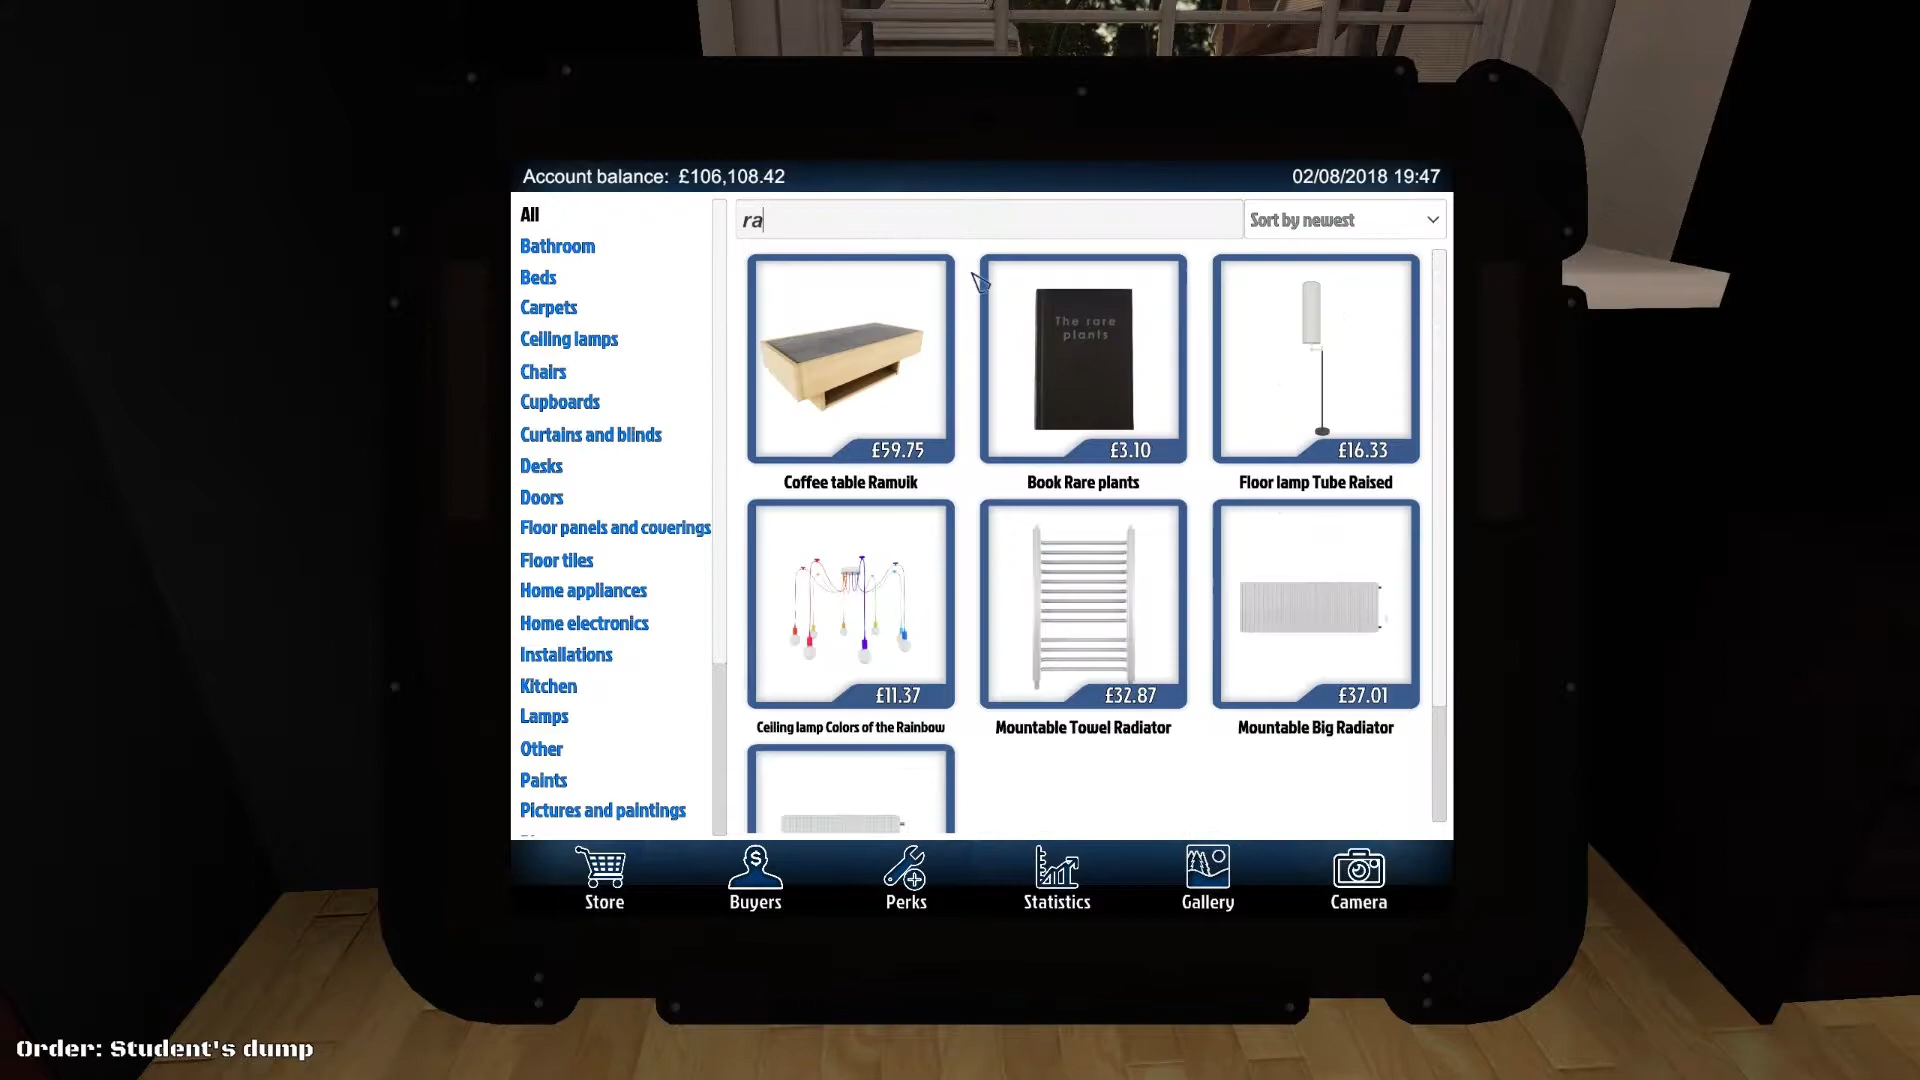 Account balance: £106,108.42
02/08/2018 19:47
All
Bathroom
Beds
Carpets
Ceiling lamps
Chairs
Cupboards
Curtains and blinds
Desks
Doors
Floor panels and coverings
Floor tiles
Home appliances
Home electronics
Installations
Kitchen
Lamps
Other
Paints
Pictures and paintings
ra
Sort by newest
£59.75
Coffee table Ramvik
The rare
plants
£3.10
Book Rare plants
£16.33
Floor lamp Tube Raised
£11.37
Ceiling lamp Colors of the Rainbow
£32.87
Mountable Towel Radiator
£37.01
Mountable Big Radiator
Store
Buyers
Perks
Statistics
Gallery
Camera
Order: Student's dump